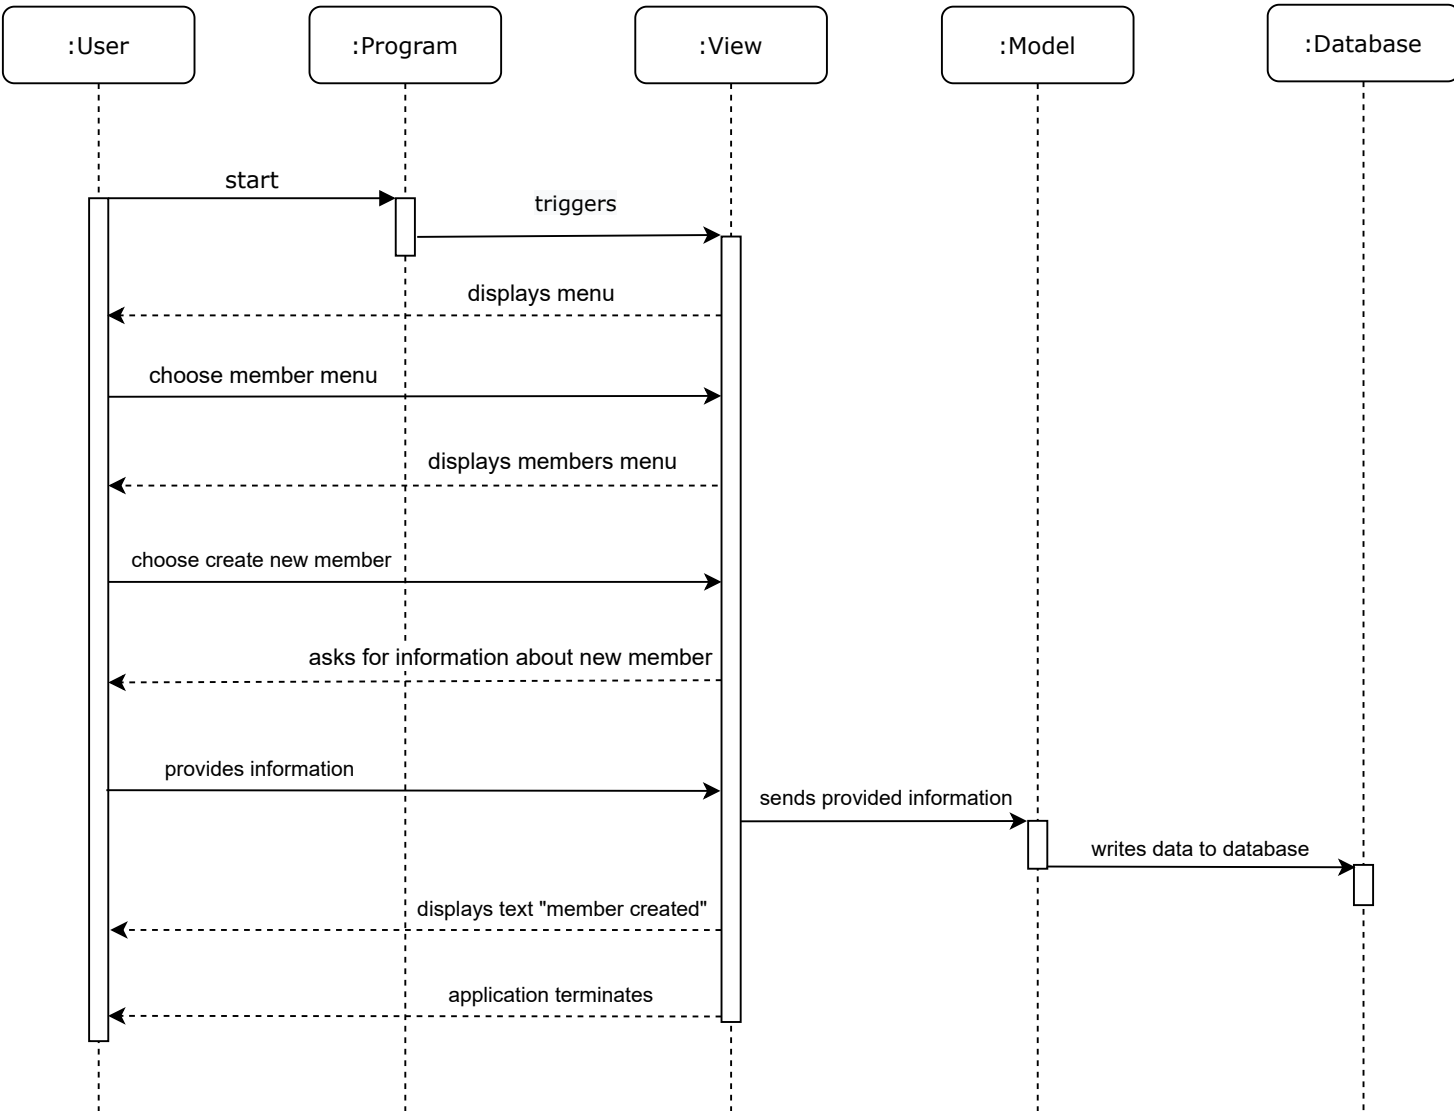 :User
:Program
:View
:Model
:Database
start
triggers
displays menu
choose member menu
displays members menu
choose create new member
asks for information about new member
provides information
sends provided information
writes data to database
displays text "member created"
application terminates